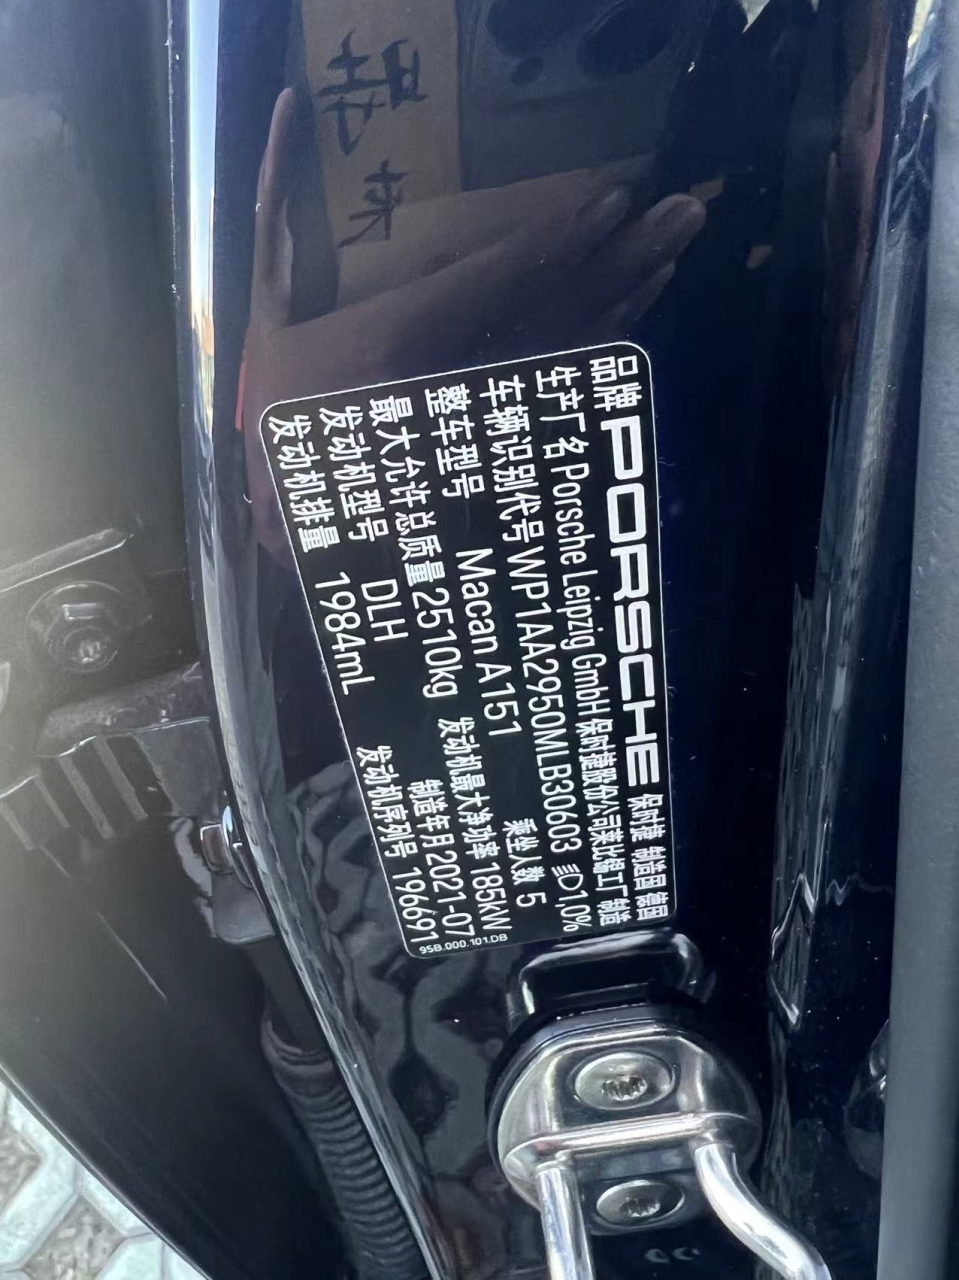 品牌 PORSCHE 保时捷 制造国 德国
生产厂名 Porsche Leipzig GmbH 保时捷股份公司莱比锡工厂制造
车辆识别代号 WP1AA2950MLB30603 1,0%
整车型号 Macan A151 乘坐人数 5
最大允许总质量 2510kg 发动机最大净功率 185kW
发动机型号 DLH 制造年月 2021-07
发动机排量 1984mL 发动机序列号 196691
95B.000.101.DB